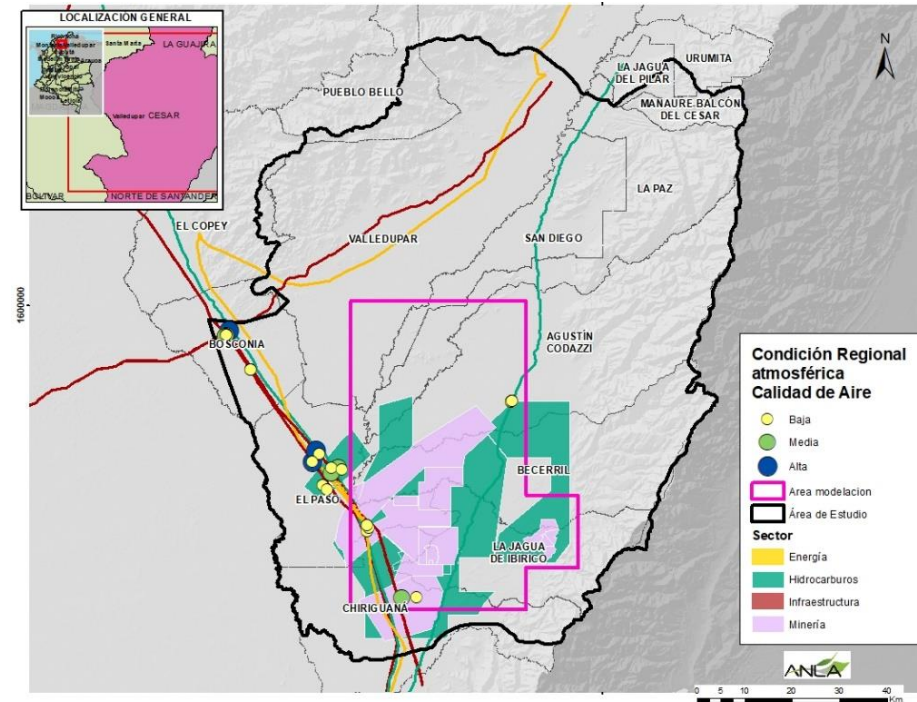 LOCALIZACIÓN GENERAL
Santa Marta
LA GUAJIRA
Valledupar
CESAR
BOLIVAR
NORTE DE SANTANDER
N
LA JAGUA
DEL PILAR
URUMITA
PUEBLO BELLO
MANAURE BALCÓN
DEL CESAR
LA PAZ
EL COPEY
VALLEDUPAR
SAN DIEGO
1600000
BOSCONIA
AGUSTÍN
CODAZZI
BECERRIL
EL PASO
LA JAGUA
DE IBIRICO
CHIRIGUANÁ
Condición Regional
atmosférica
Calidad de Aire
Baja
Media
Alta
Area modelacion
Área de Estudio
Sector
Energía
Hidrocarburos
Infraestructura
Minería
ANLA
0 5 10 20 30 40
Km